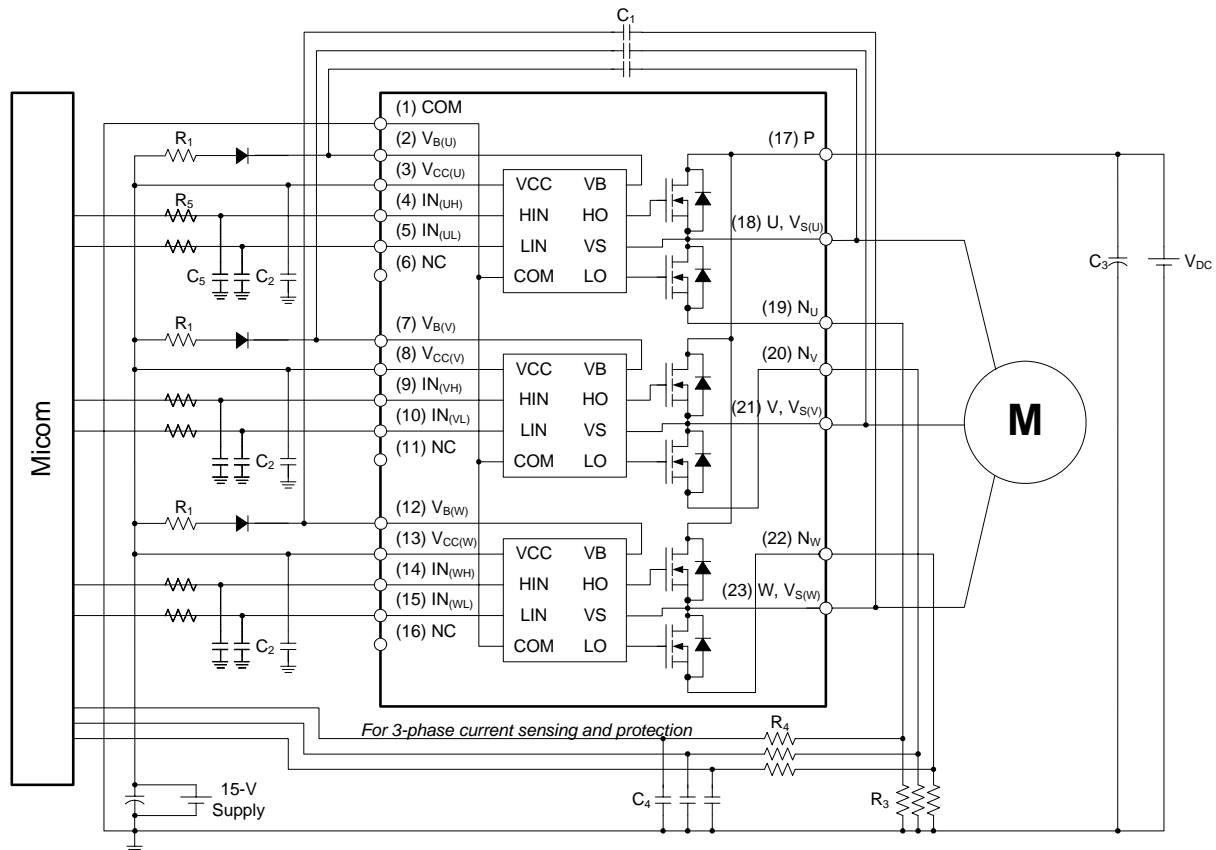 C1
(1) COM
(2) VB(U)
(3) VCC(U)
(4) IN(UH)
(5) IN(UL)
(6) NC
(7) VB(V)
(8) VCC(V)
(9) IN(VH)
(10) IN(VL)
(11) NC
(12) VB(W)
(13) VCC(W)
(14) IN(WH)
(15) IN(WL)
(16) NC
Micom
R1
R5
C5
C2
R1
C2
R1
C2
VCC VB
HIN HO
LIN VS
COM LO
VCC VB
HIN HO
LIN VS
COM LO
VCC VB
HIN HO
LIN VS
COM LO
(17) P
(18) U, VS(U)
(19) NU
(20) NV
(21) V, VS(V)
(22) NW
(23) W, VS(W)
C3
VDC
M
For 3-phase current sensing and protection
R4
C4
R3
15-V
Supply